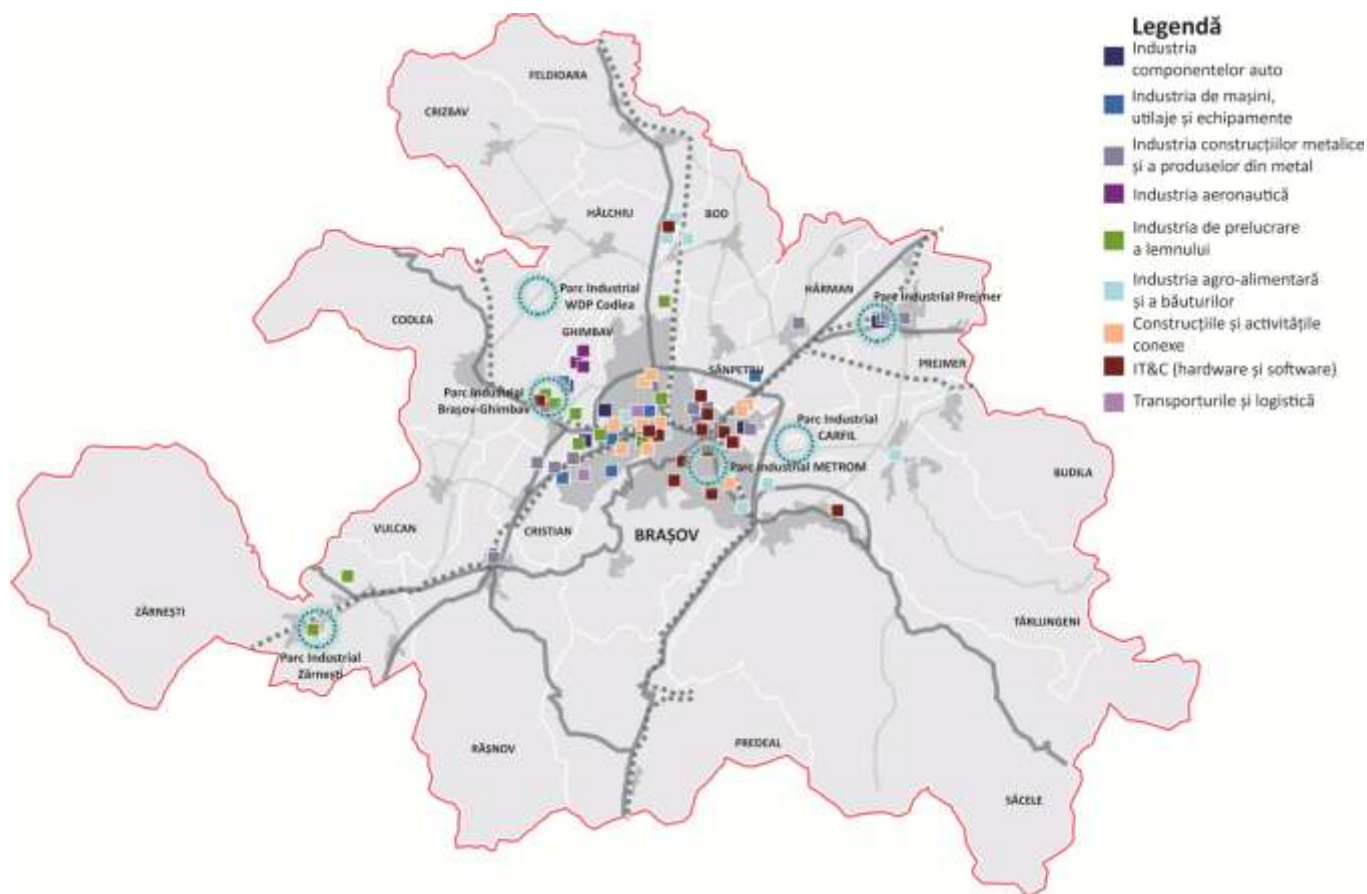 Legendă
Industria
componentelor auto
Industria de mașini,
utilaje și echipamente
Industria construcțiilor metalice
și a produselor din metal
Industria aeronautică
Industria de prelucrare
a lemnului
Industria agro-alimentară
și a băuturilor
Construcțiile și activitățile
conexe
IT&C (hardware și software)
Transporturile și logistică
FELDIOARA
CRIZBAV
HĂLCHIU
BOD
HĂRMAN
Parc Industrial Prejmer
Parc Industrial
WDP Codlea
CODLEA
GHIMBAV
SÂNPETRU
PREJMER
Parc Industrial
Brașov-Ghimbav
Parc Industrial
CARFIL
Parc Industrial METROM
BUDILA
VULCAN
CRISTIAN
BRAȘOV
ZĂRNEȘTI
TĂRLUNGENI
Parc Industrial
Zărnești
RÂȘNOV
PREDEAL
SĂCELE